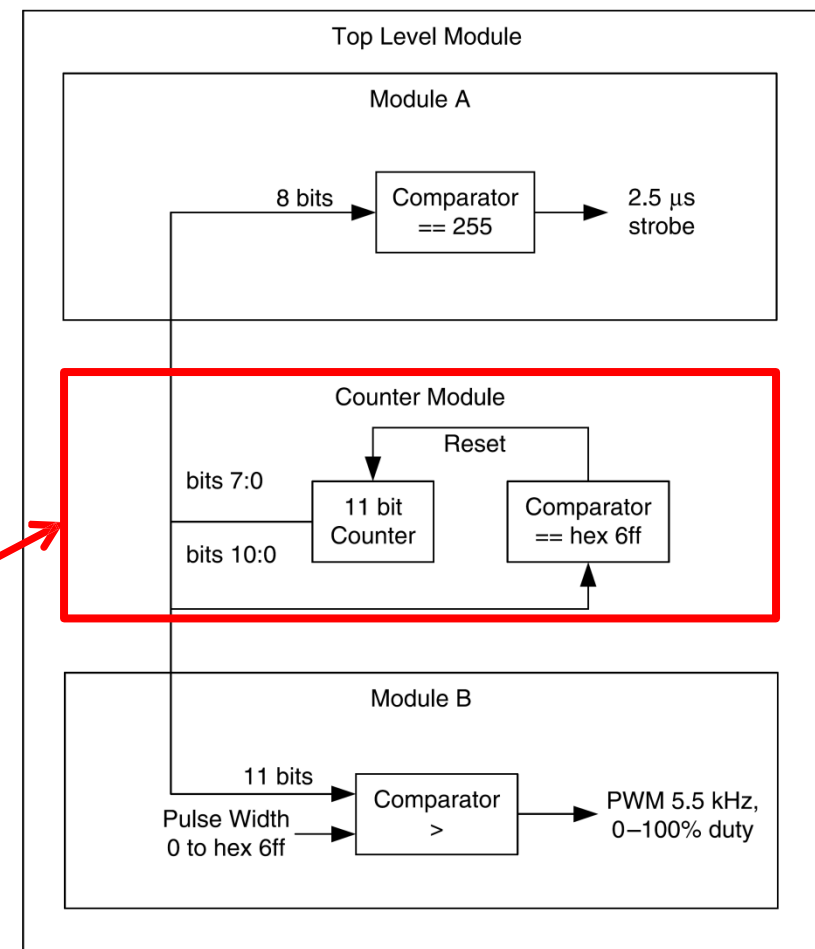 Top Level Module
Module A
8 bits
Comparator
== 255
2.5 μs
strobe
Counter Module
Reset
bits 7:0
11 bit
Counter
Comparator
== hex 6ff
bits 10:0
Module B
11 bits
Pulse Width
0 to hex 6ff
Comparator
>
PWM 5.5 kHz,
0–100% duty